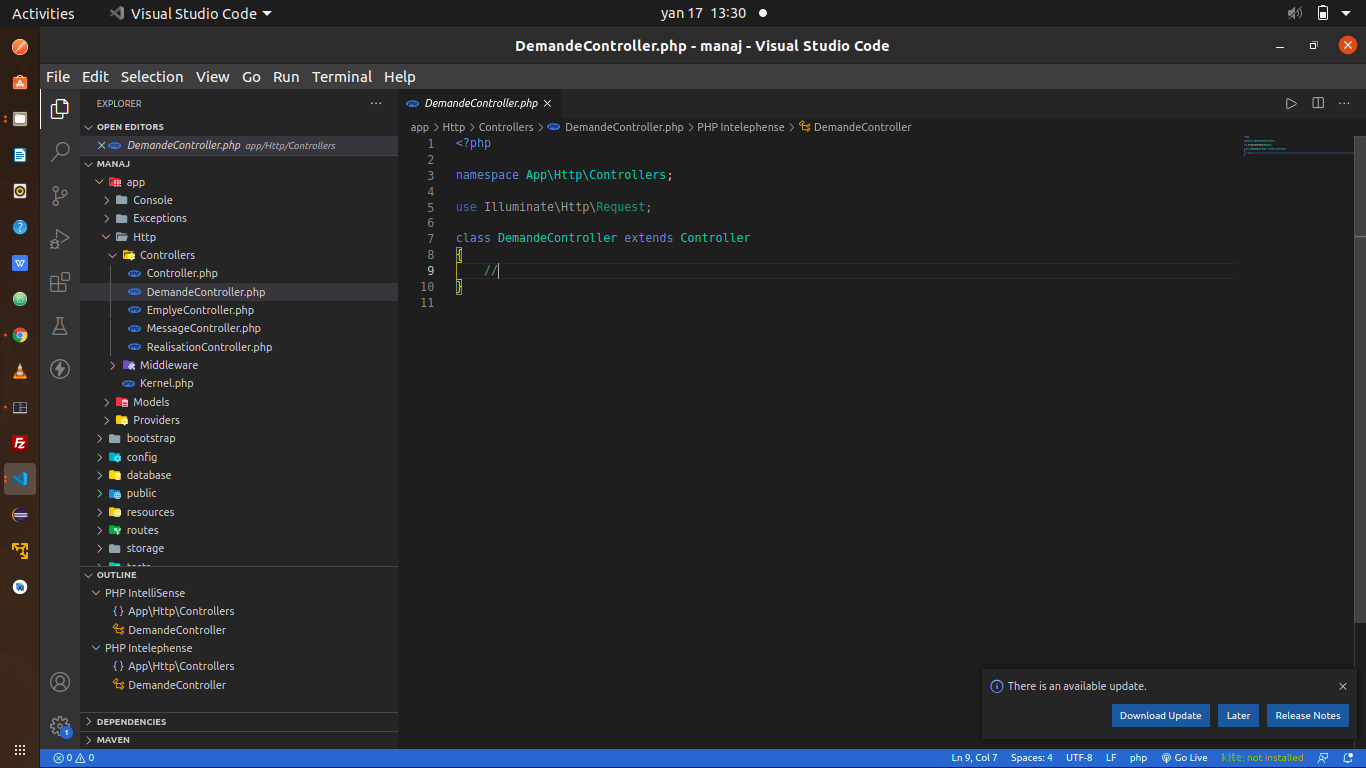 Activities
Visual Studio Code
yan 17 13:30
DemandeController.php - manaj - Visual Studio Code
File Edit Selection View Go Run Terminal Help
EXPLORER
OPEN EDITORS
DemandeController.php app/Http/Controllers
MANAJ
app
Console
Exceptions
Http
Controllers
Controller.php
DemandeController.php
EmplyeController.php
MessageController.php
RealisationController.php
Middleware
Kernel.php
Models
Providers
bootstrap
config
database
public
resources
routes
storage
tests
OUTLINE
PHP IntelliSense
{} App\Http\Controllers
DemandeController
PHP Intelephense
{} App\Http\Controllers
DemandeController
DEPENDENCIES
MAVEN
DemandeController.php
app > Http > Controllers > DemandeController.php > PHP Intelephense > DemandeController
1 <?php
2
3 namespace App\Http\Controllers;
4
5 use Illuminate\Http\Request;
6
7 class DemandeController extends Controller
8 {
9 //
10 }
11
There is an available update.
Download Update Later Release Notes
0 0
Ln 9, Col 7 Spaces: 4 UTF-8 LF php Go Live kite: not installed
1